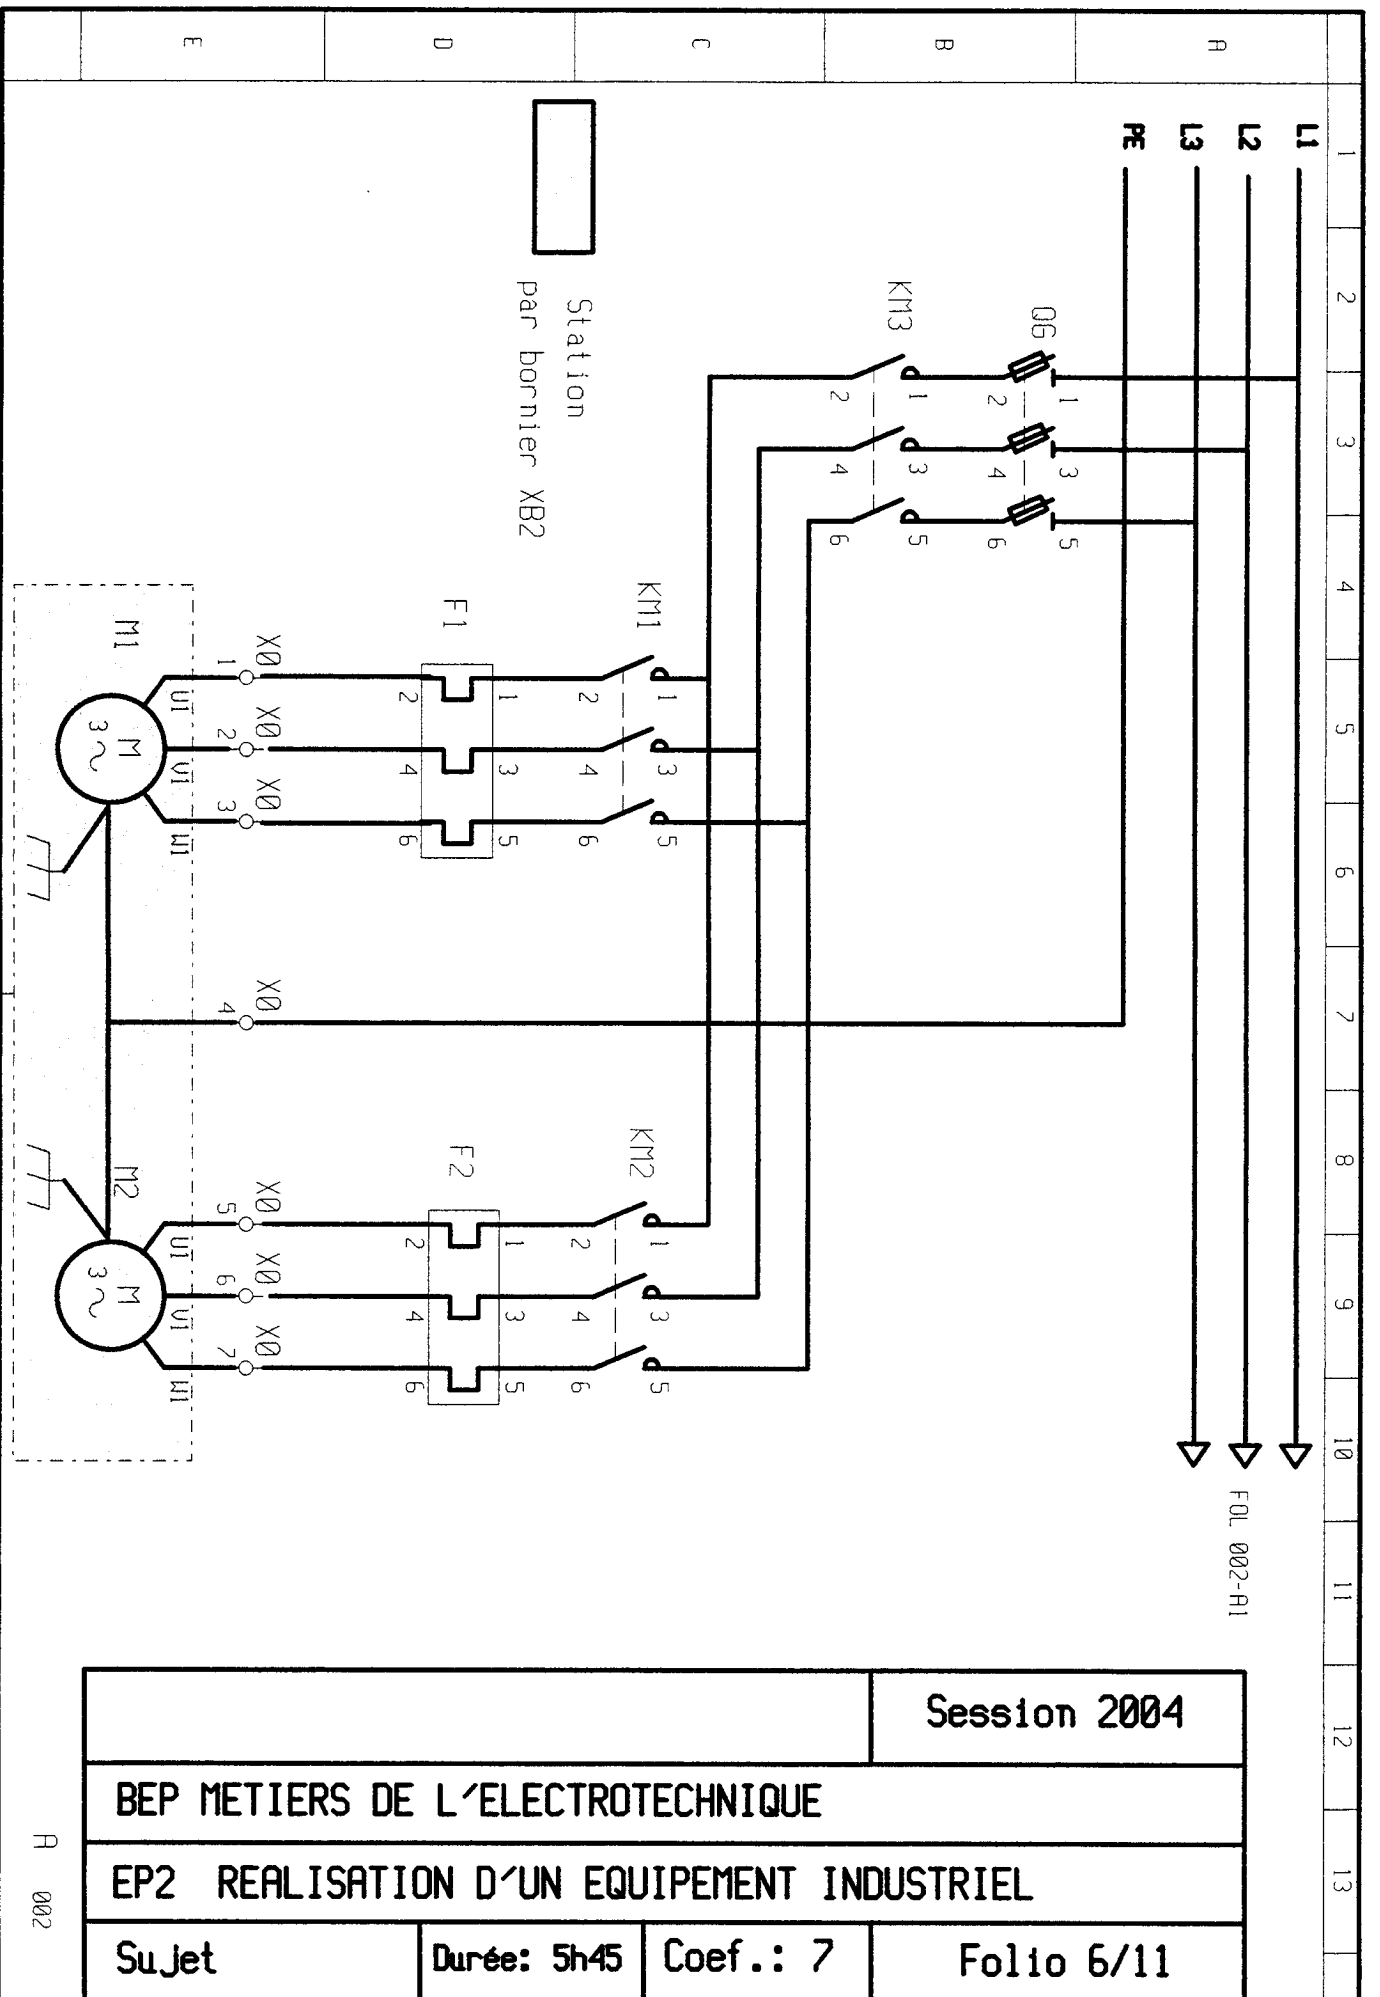 1 2 3 4 5 6 7 8 9 10 11 12 13
A
B
C
D
E
L1
L2
L3
PE
FOL 002-A1
QG
1 3 5
2 4 6
KM3
1 3 5
2 4 6
Station
par bornier XB2
KM1
1 3 5
2 4 6
F1
1 3 5
2 4 6
X0 X0 X0
1 2 3
U1 V1 W1
M1
M
3~
X0
4
KM2
1 3 5
2 4 6
F2
1 3 5
2 4 6
X0 X0 X0
5 6 7
U1 V1 W1
M2
M
3~
A 002
Session 2004
BEP METIERS DE L'ELECTROTECHNIQUE
EP2 REALISATION D'UN EQUIPEMENT INDUSTRIEL
Sujet
Durée: 5h45
Coef.: 7
Folio 6/11